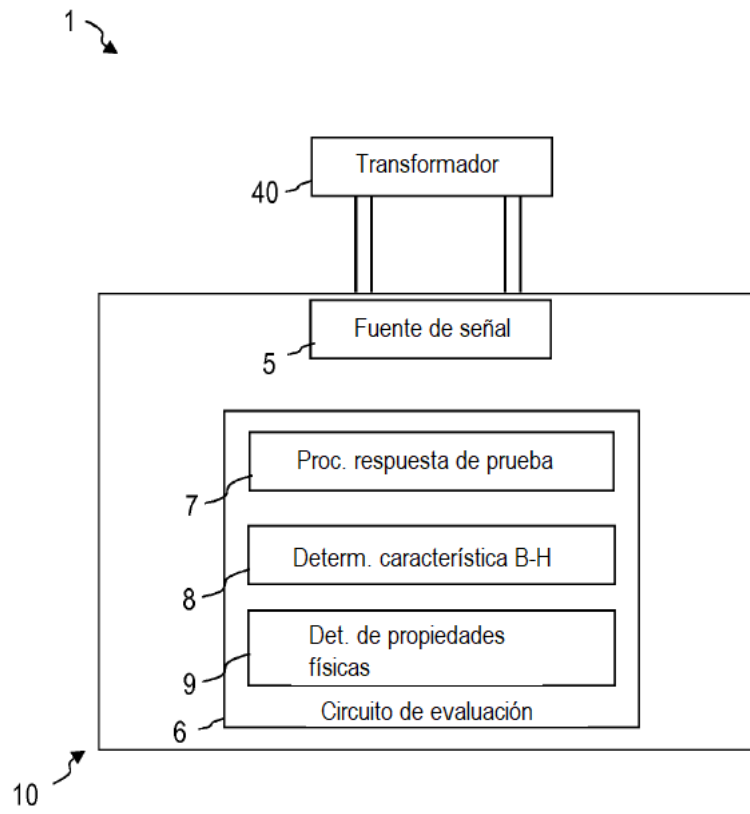 1
Transformador
40
Fuente de señal
5
Proc. respuesta de prueba
7
Determ. característica B-H
8
Det. de propiedades
físicas
9
Circuito de evaluación
6
10